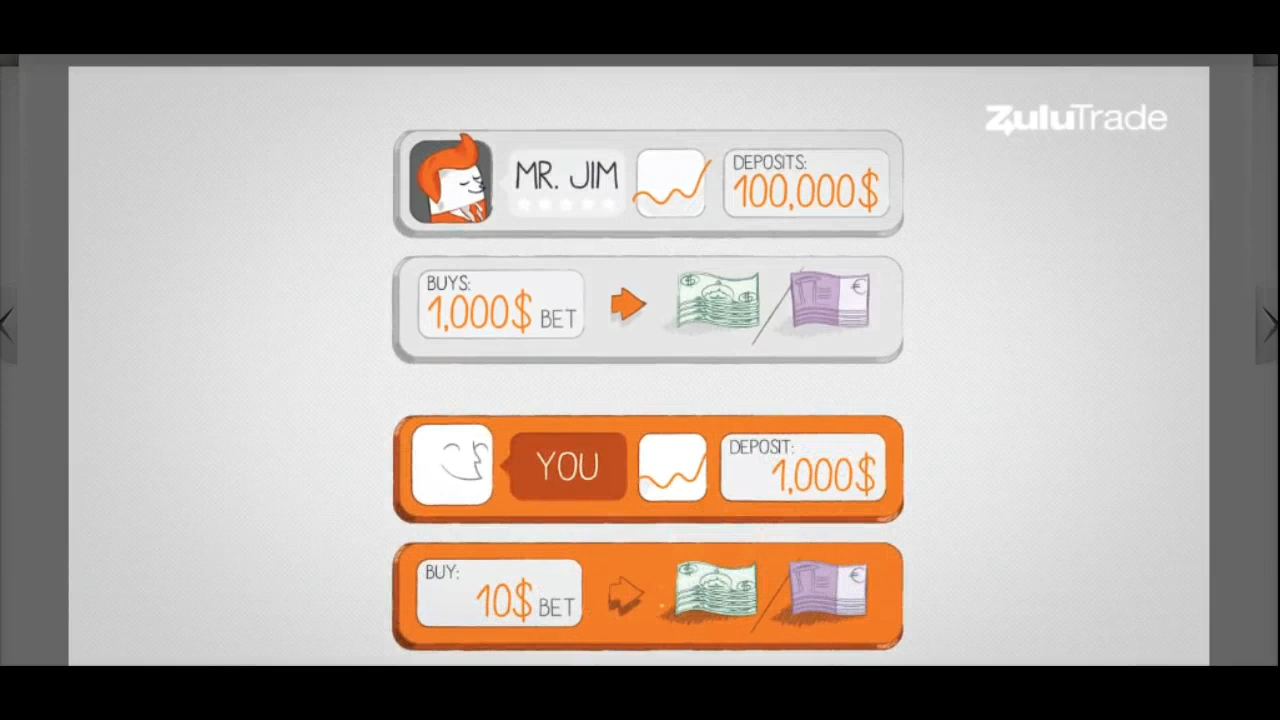 ZuluTrade
MR. JIM
DEPOSITS:
100,000$
BUYS:
1,000$ BET
YOU
DEPOSIT:
1,000$
BUY:
10$ BET